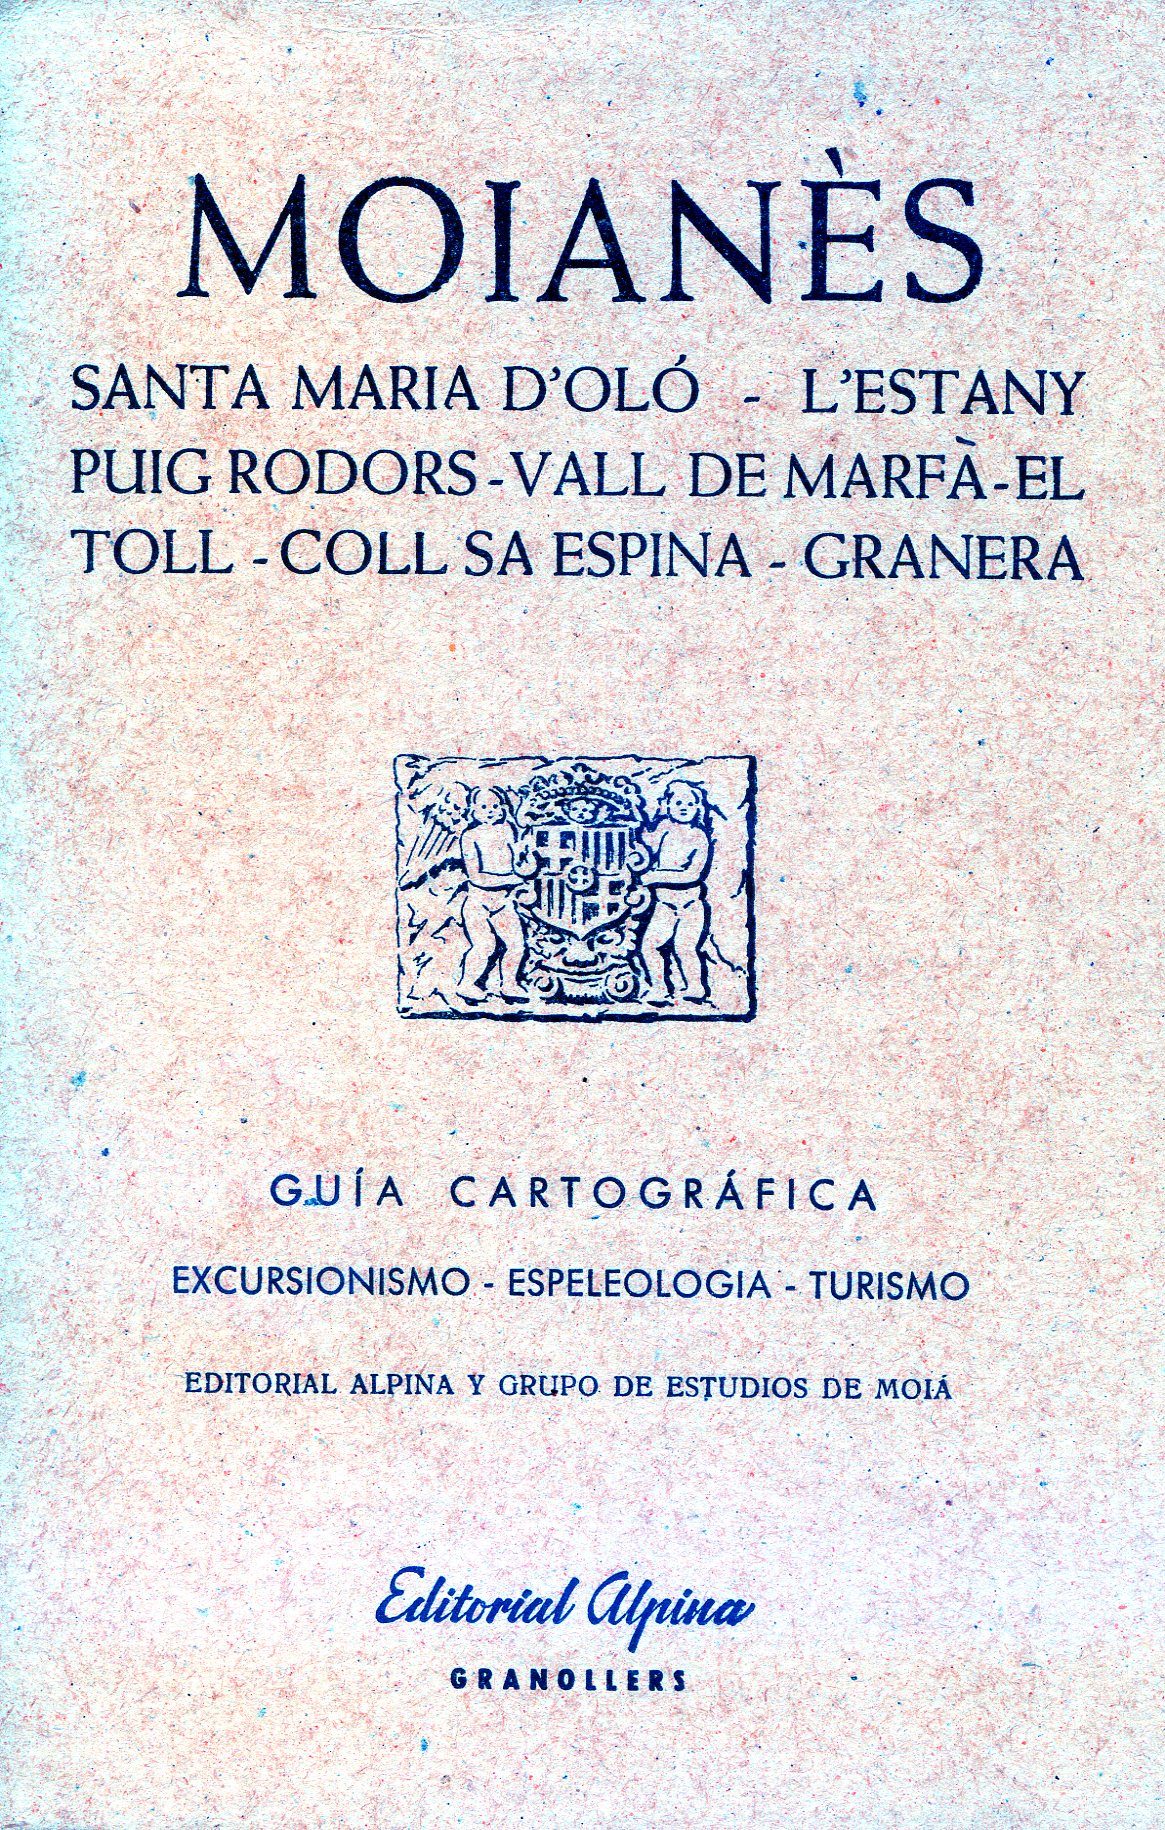 MOIANÈS
SANTA MARIA D'OLÓ - L'ESTANY
PUIG RODORS-VALL DE MARFÀ-EL
TOLL - COLL SA ESPINA - GRANERA
GUÍA CARTOGRÁFICA
EXCURSIONISMO - ESPELEOLOGIA - TURISMO
EDITORIAL ALPINA Y GRUPO DE ESTUDIOS DE MOIÁ
Editorial Alpina
GRANOLLERS